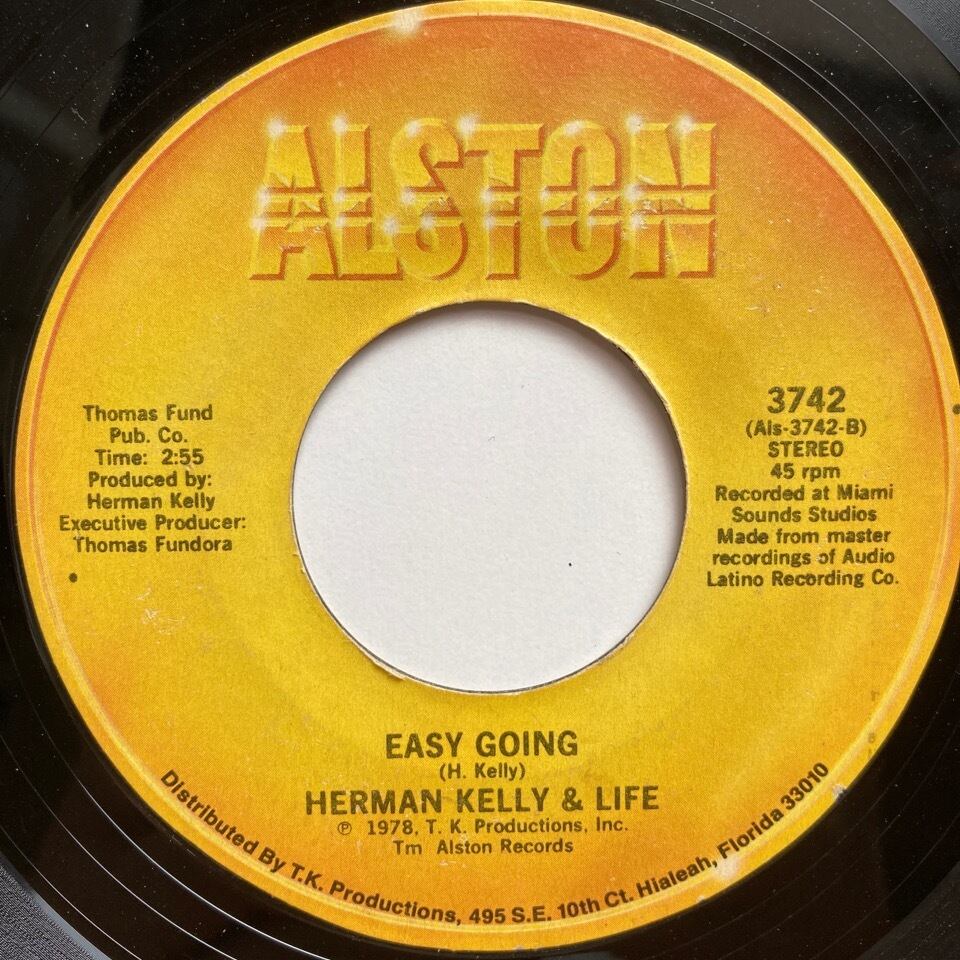 ALSTON
Thomas Fund
Pub. Co.
Time: 2:55
Produced by:
Herman Kelly
Executive Producer:
Thomas Fundora
3742
(Als-3742-B)
STEREO
45 rpm
Recorded at Miami
Sounds Studios
Made from master
recordings of Audio
Latino Recording Co.
EASY GOING
(H. Kelly)
HERMAN KELLY & LIFE
℗ 1978, T. K. Productions, Inc.
Tm Alston Records
Distributed By T.K. Productions, 495 S.E. 10th Ct. Hialeah, Florida 33010